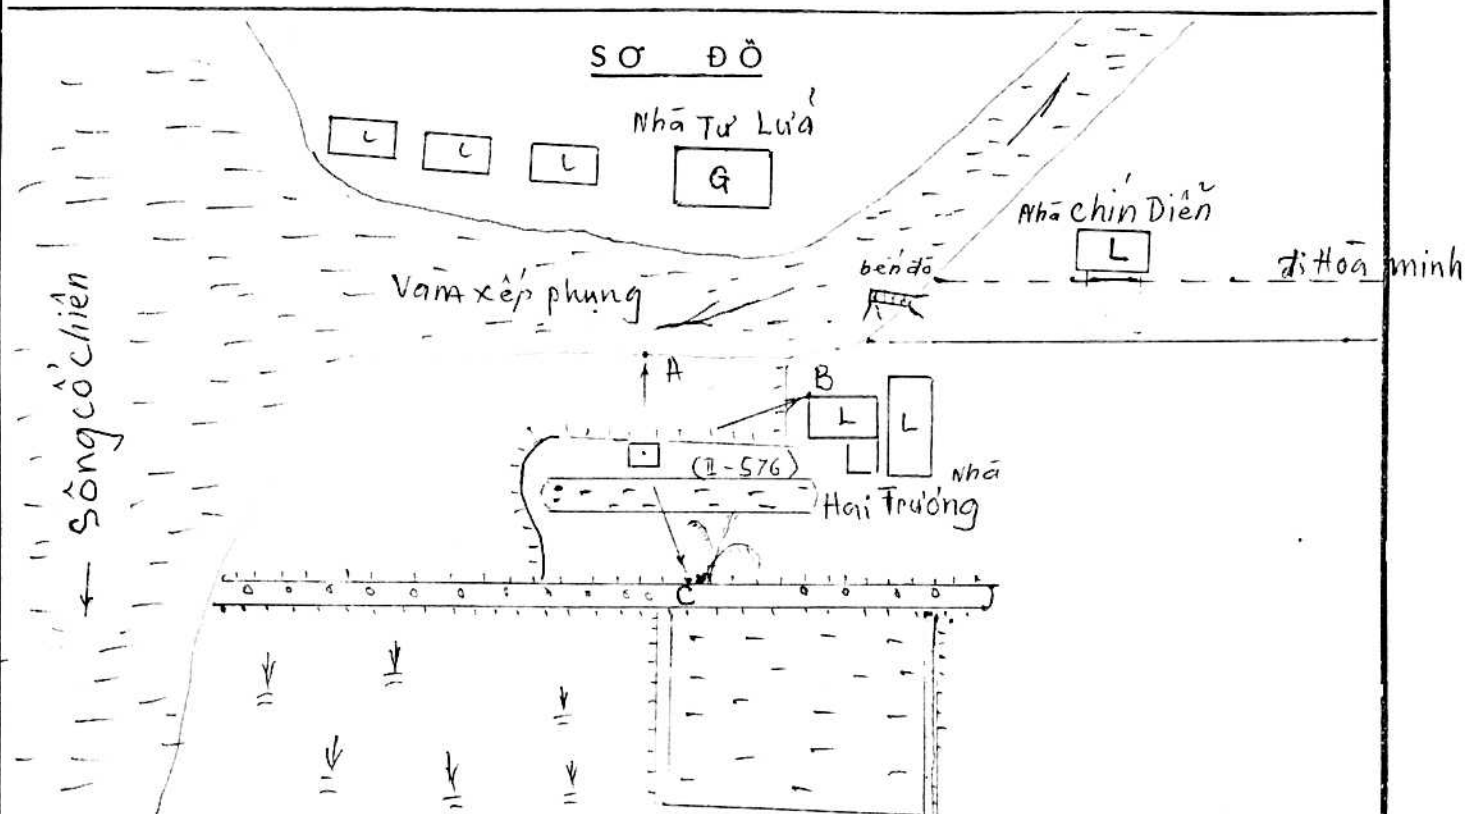 SƠ ĐỒ
Nhà Tư Lửa
L
L
L
G
Nhà Chín Diễn
L
bến đò
đi Hoà minh
Vàm xếp phụng
← Sông cổ chiên
A
B
L
L
(II-576)
Nhà
Hai Trường
C